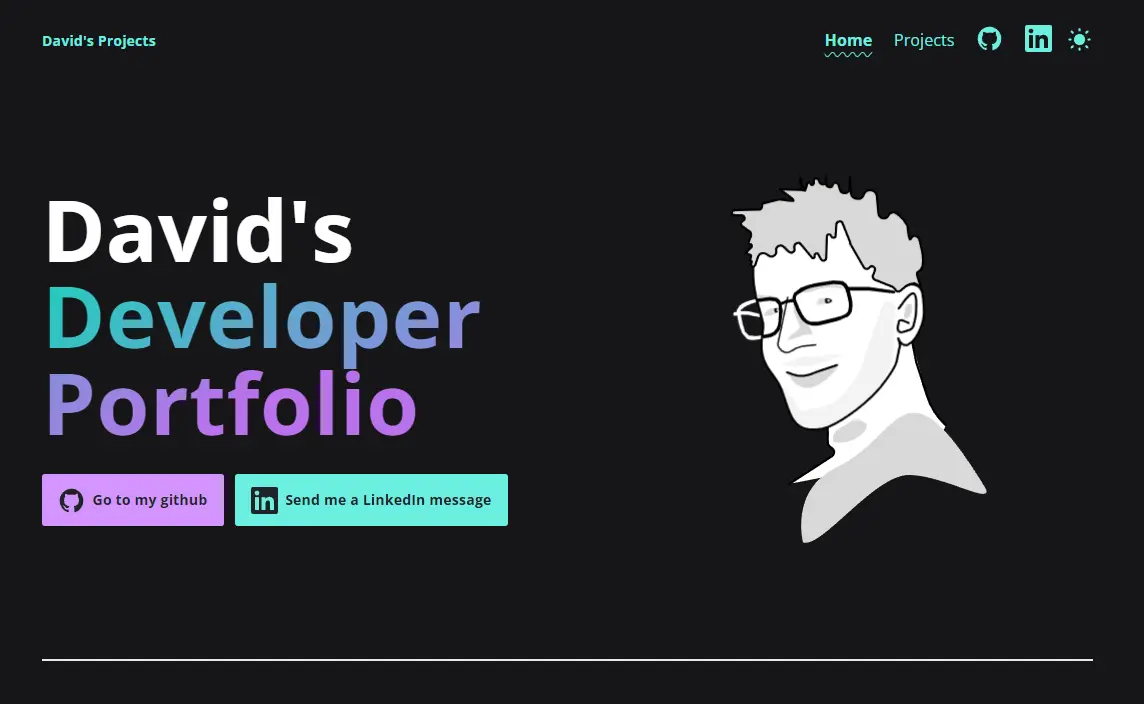 David's Projects
Home
Projects
David's
Developer
Portfolio
Go to my github
Send me a LinkedIn message